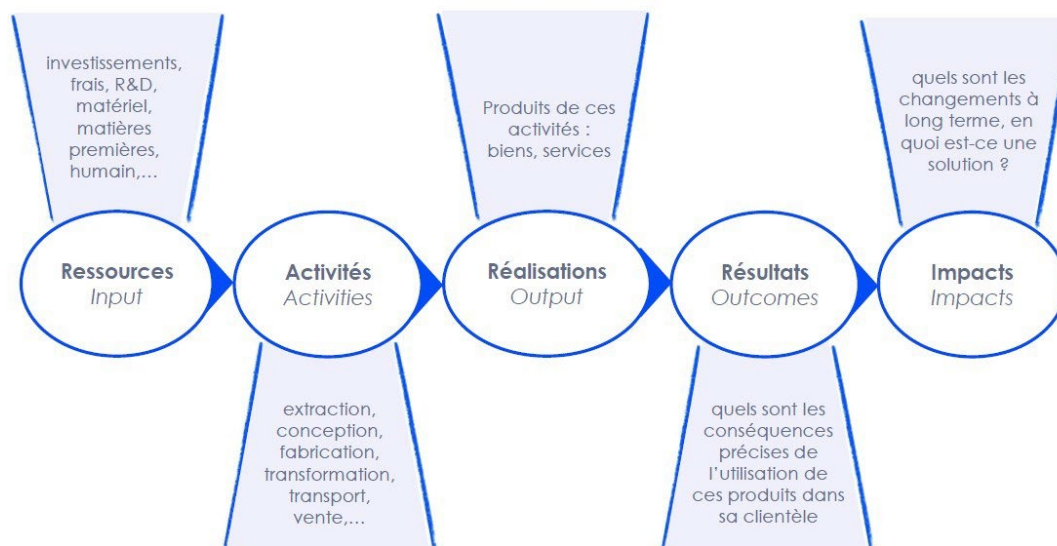 investissements,
frais, R&D,
matériel,
matières
premières,
humain,...
Produits de ces
activités :
biens, services
quels sont les
changements à
long terme, en
quoi est-ce une
solution ?
Ressources
Input
Activités
Activities
Réalisations
Output
Résultats
Outcomes
Impacts
Impacts
extraction,
conception,
fabrication,
transformation,
transport,
vente,...
quels sont les
conséquences
précises de
l'utilisation de
ces produits dans
sa clientèle